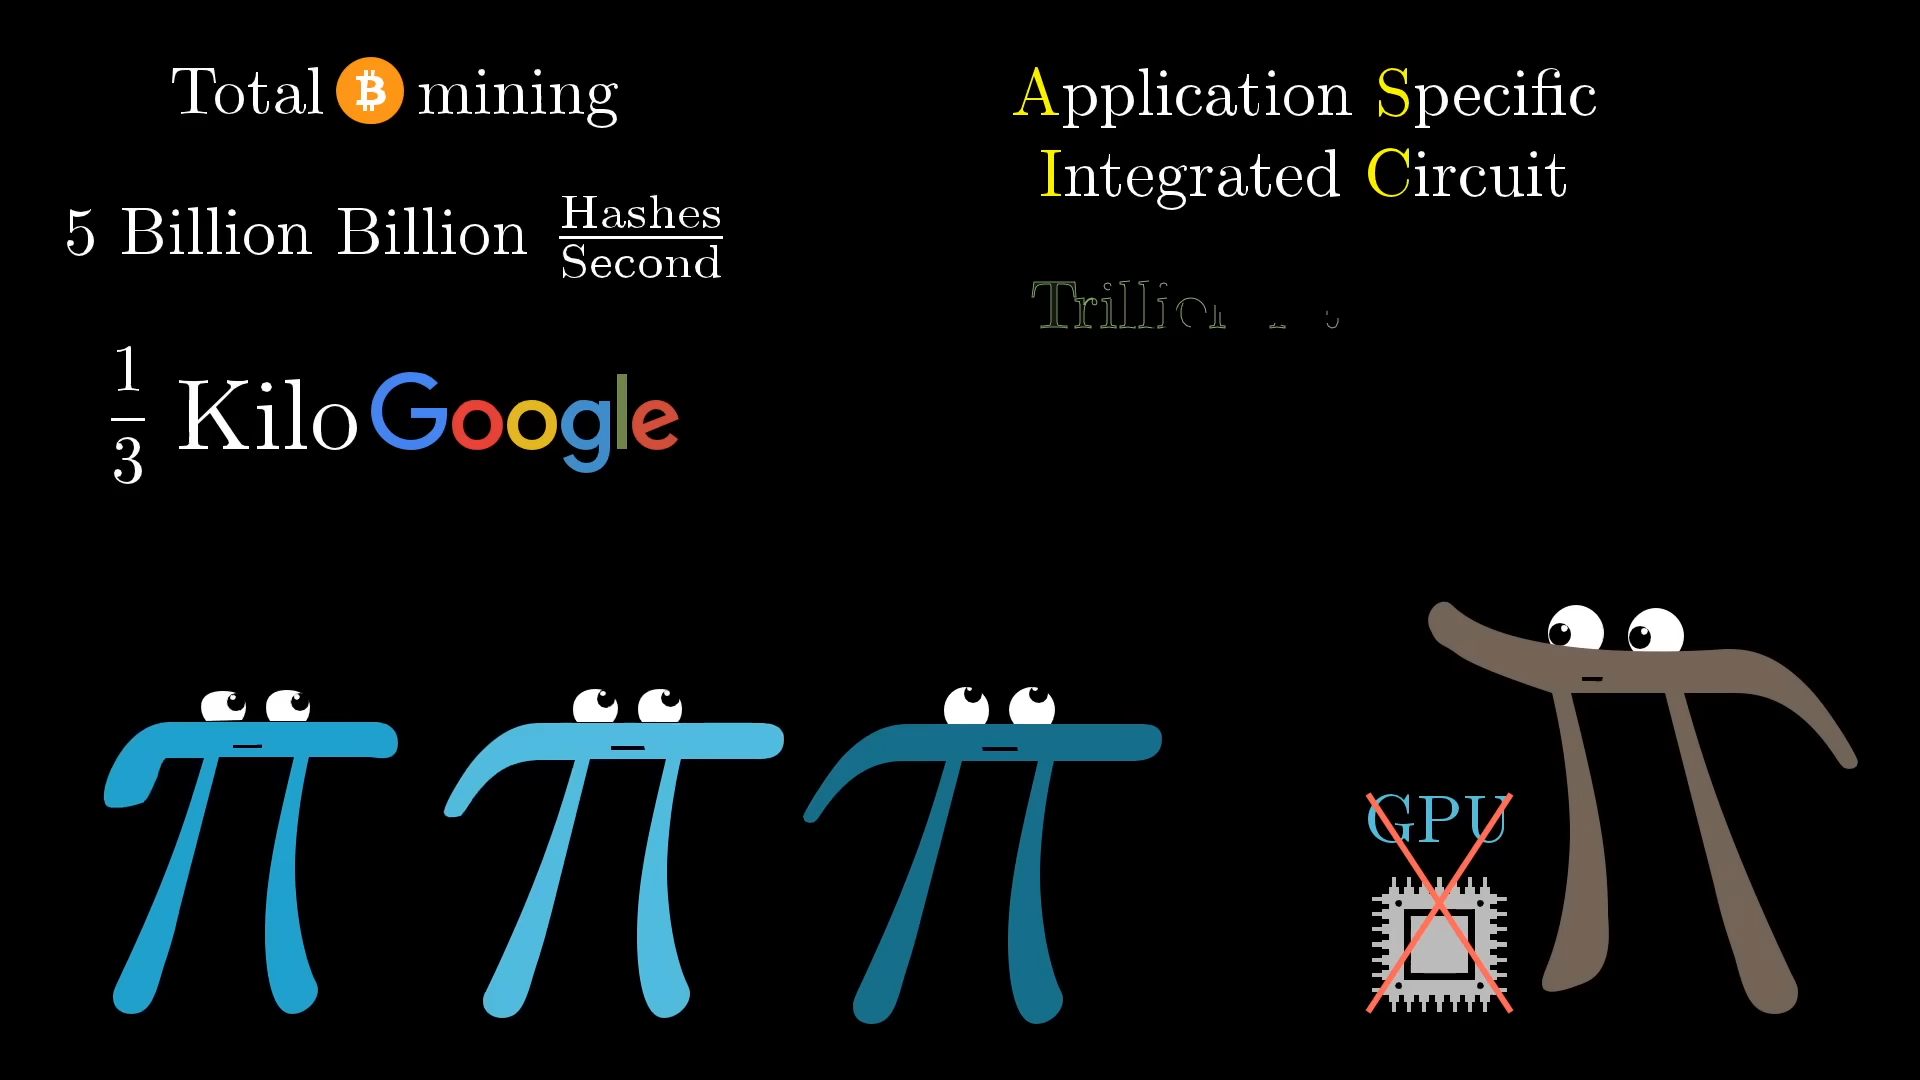 Total ₿ mining
5 Billion Billion Hashes/Second
1/3 Kilo Google
Application Specific
Integrated Circuit
GPU